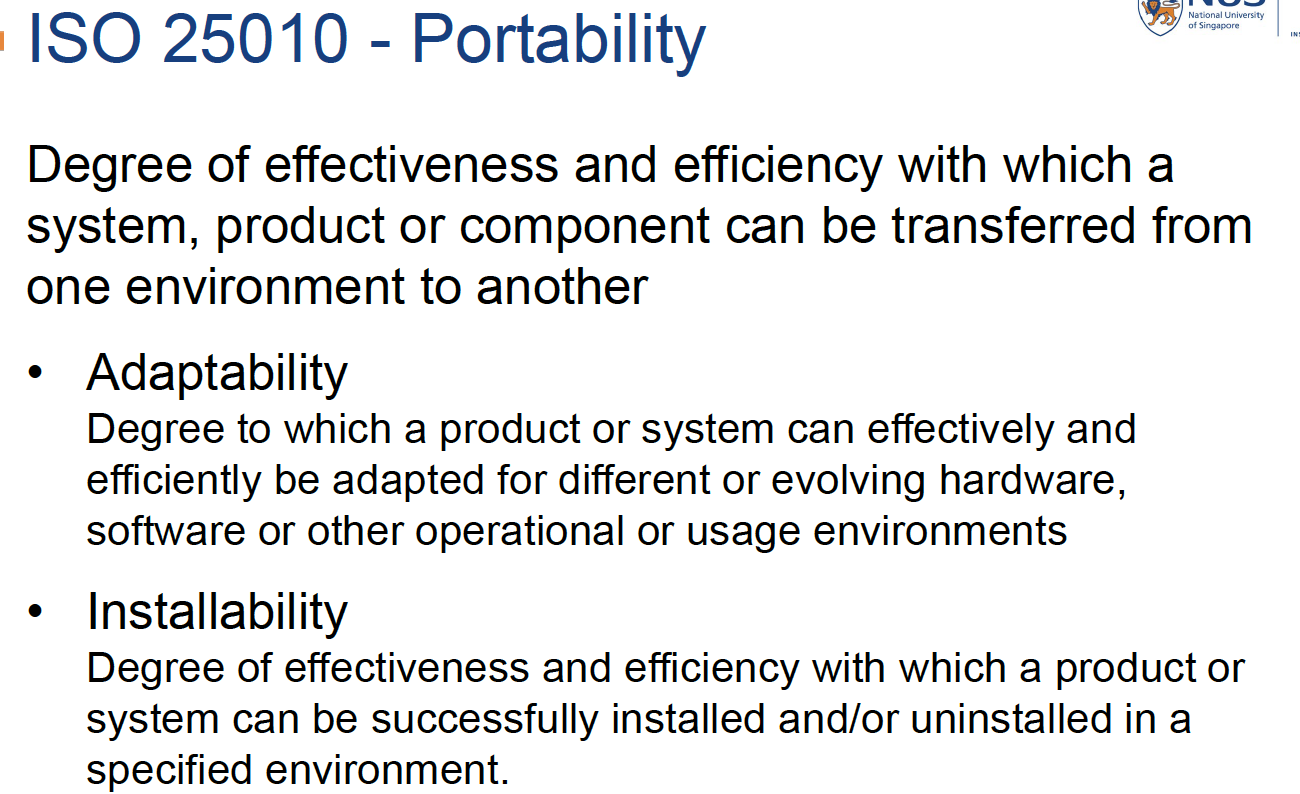 ISO 25010 - Portability
National University
of Singapore
Degree of effectiveness and efficiency with which a
system, product or component can be transferred from
one environment to another
• Adaptability
Degree to which a product or system can effectively and
efficiently be adapted for different or evolving hardware,
software or other operational or usage environments
• Installability
Degree of effectiveness and efficiency with which a product or
system can be successfully installed and/or uninstalled in a
specified environment.